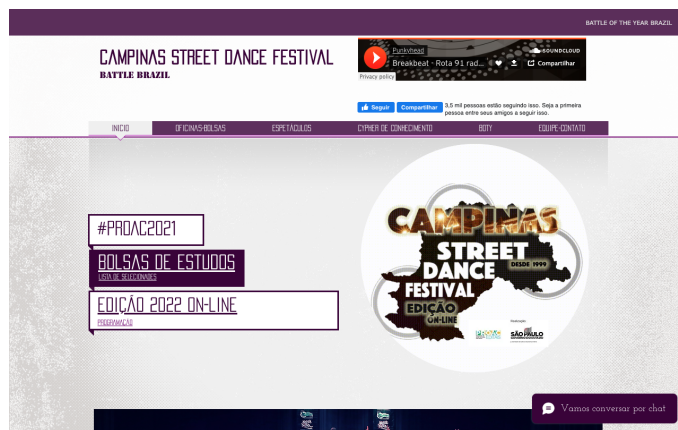 BATTLE OF THE YEAR BRAZIL
CAMPINAS STREET DANCE FESTIVAL
BATTLE BRAZIL
Punkyhead
SOUNDCLOUD
Breakbeat - Rota 91 rad...
Compartilhar
Privacy policy
Seguir
Compartilhar
3,5 mil pessoas estão seguindo isso. Seja a primeira
pessoa entre seus amigos a seguir isso.
INICIO
OFICINAS-BOLSAS
ESPETÁCULOS
CYPHER DE CONHECIMENTO
BOTY
EQUIPE-CONTATO
#PROAC2021
BOLSAS DE ESTUDOS
LISTA DE SELECIONADES
EDIÇÃO 2022 ON-LINE
PROGRAMAÇÃO
CAMPINAS
STREET
DANCE
DESDE 1999
FESTIVAL
EDIÇÃO
ON-LINE
SÃO PAULO
Vamos conversar por chat